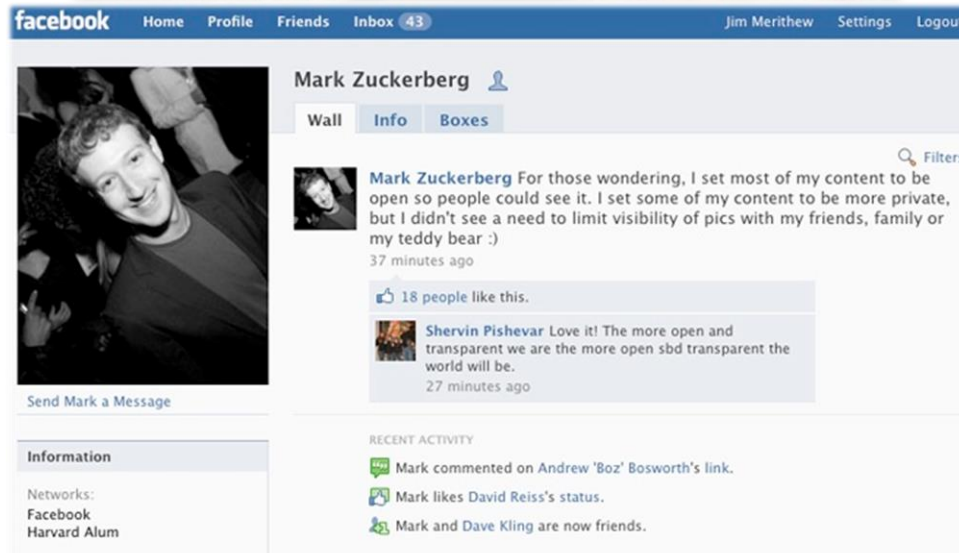 facebook Home Profile Friends Inbox 43 Jim Merithew Settings Logou
Mark Zuckerberg
Wall Info Boxes
Filter
Mark Zuckerberg For those wondering, I set most of my content to be
open so people could see it. I set some of my content to be more private,
but I didn't see a need to limit visibility of pics with my friends, family or
my teddy bear :)
37 minutes ago
18 people like this.
Shervin Pishevar Love it! The more open and
transparent we are the more open sbd transparent the
world will be.
27 minutes ago
Send Mark a Message
Information
Networks:
Facebook
Harvard Alum
RECENT ACTIVITY
Mark commented on Andrew 'Boz' Bosworth's link.
Mark likes David Reiss's status.
Mark and Dave Kling are now friends.